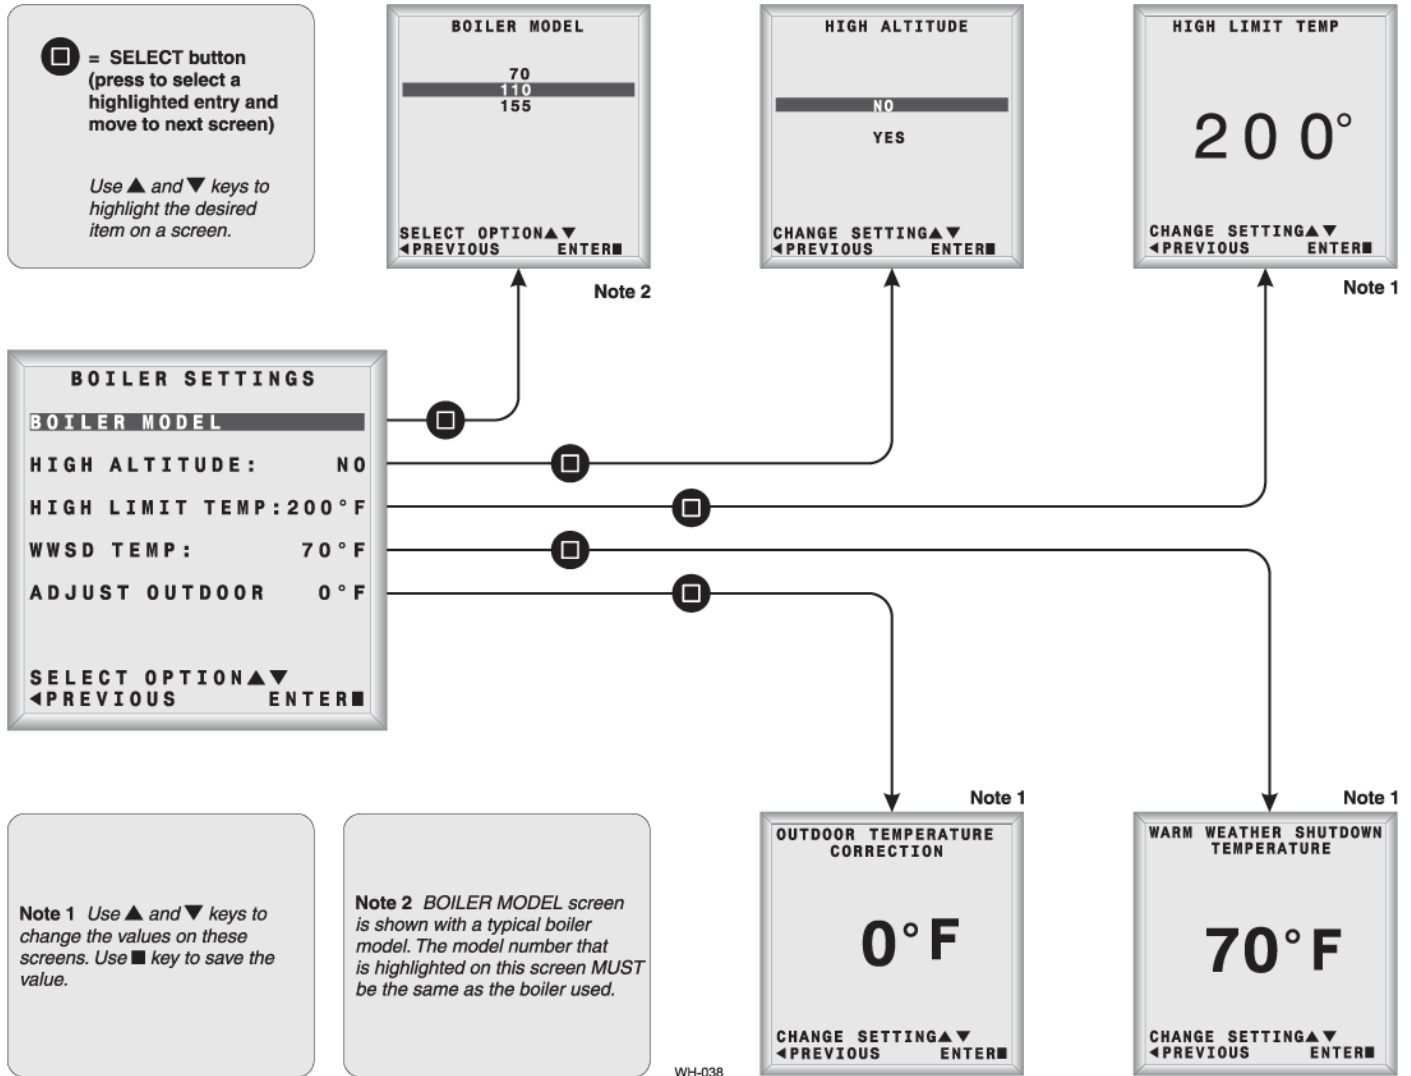 = SELECT button
(press to select a
highlighted entry and
move to next screen)
Use ▲ and ▼ keys to
highlight the desired
item on a screen.
BOILER MODEL
70
110
155
SELECT OPTION▲▼
◀PREVIOUS ENTER■
Note 2
HIGH ALTITUDE
NO
YES
CHANGE SETTING▲▼
◀PREVIOUS ENTER■
HIGH LIMIT TEMP
200°
CHANGE SETTING▲▼
◀PREVIOUS ENTER■
Note 1
BOILER SETTINGS
BOILER MODEL
HIGH ALTITUDE: NO
HIGH LIMIT TEMP:200°F
WWSD TEMP: 70°F
ADJUST OUTDOOR 0°F
SELECT OPTION▲▼
◀PREVIOUS ENTER■
Note 1 Use ▲ and ▼ keys to
change the values on these
screens. Use ■ key to save the
value.
Note 2 BOILER MODEL screen
is shown with a typical boiler
model. The model number that
is highlighted on this screen MUST
be the same as the boiler used.
WH-038
Note 1
OUTDOOR TEMPERATURE
CORRECTION
0°F
CHANGE SETTING▲▼
◀PREVIOUS ENTER■
Note 1
WARM WEATHER SHUTDOWN
TEMPERATURE
70°F
CHANGE SETTING▲▼
◀PREVIOUS ENTER■